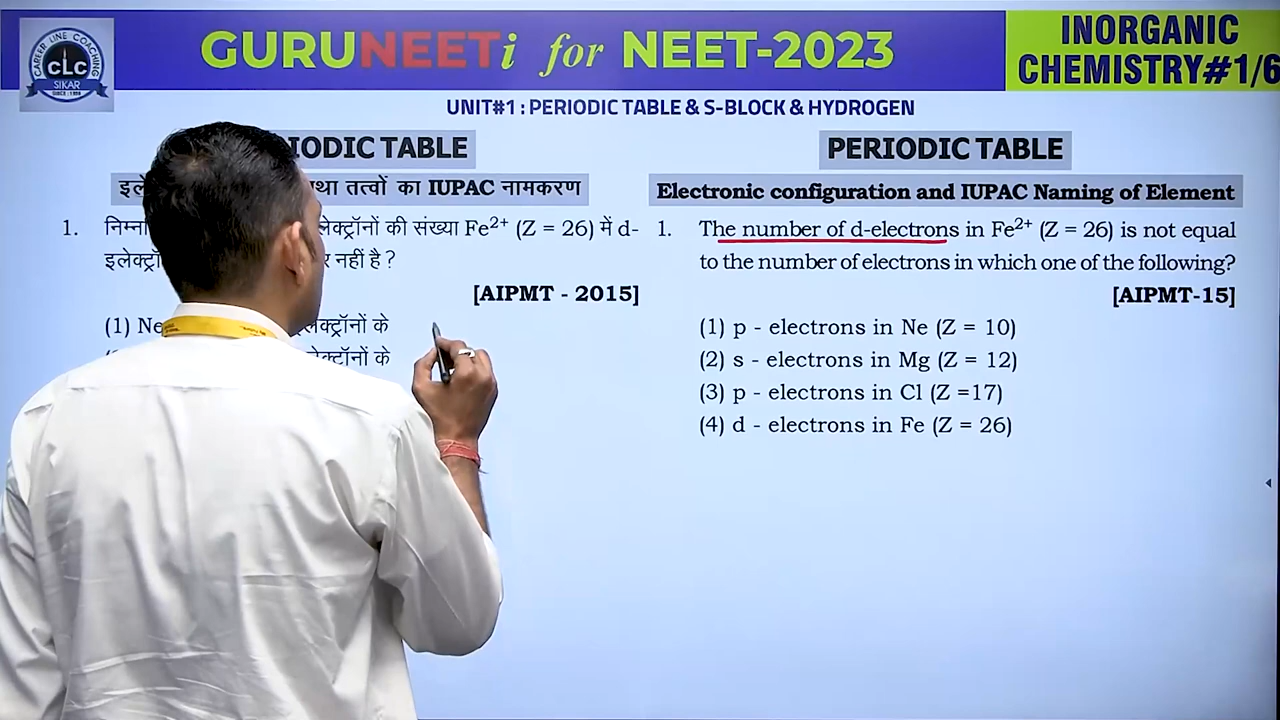 CAREER LINE COACHING
CLC
SIKAR
SINCE : 1996
GURUNEETi for NEET-2023
INORGANIC
CHEMISTRY#1/6
UNIT#1 : PERIODIC TABLE & S-BLOCK & HYDROGEN
IODIC TABLE
तत्वों का IUPAC नामकरण
1.
की संख्या Fe²⁺ (Z = 26) में d-
नहीं है ?
[AIPMT - 2015]
(1) Ne
के
के
PERIODIC TABLE
Electronic configuration and IUPAC Naming of Element
1. The number of d-electrons in Fe²⁺ (Z = 26) is not equal
to the number of electrons in which one of the following?
[AIPMT-15]
(1) p - electrons in Ne (Z = 10)
(2) s - electrons in Mg (Z = 12)
(3) p - electrons in Cl (Z =17)
(4) d - electrons in Fe (Z = 26)